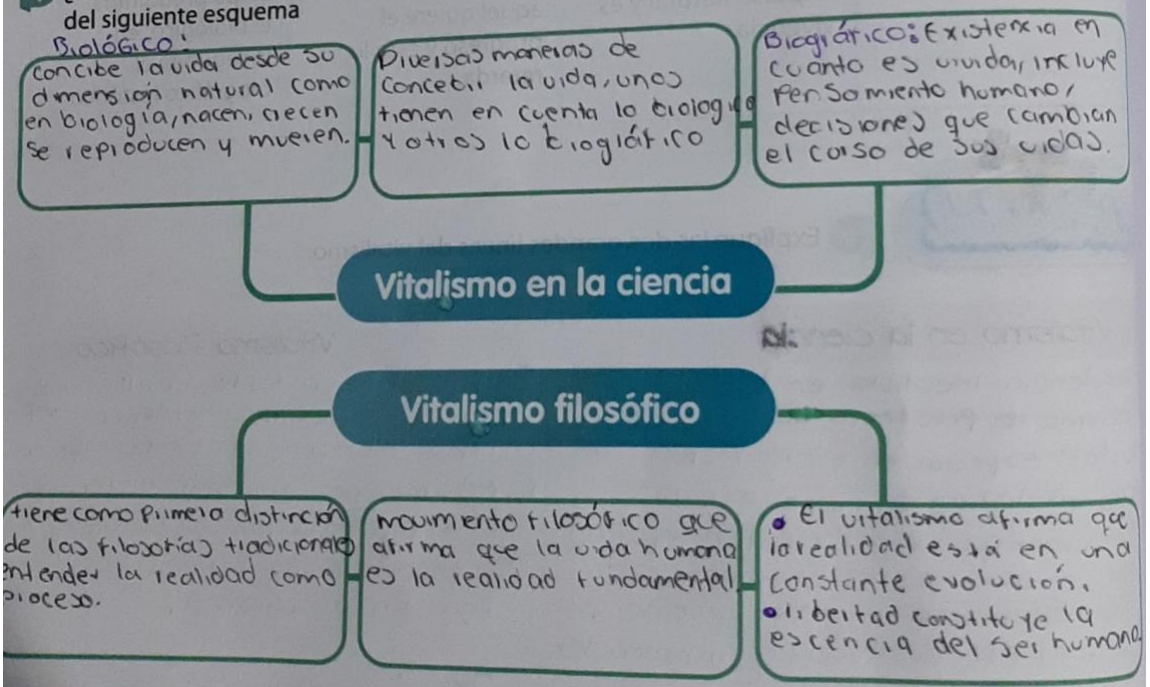 del siguiente esquema
Biológico:
concibe la vida desde su
dimensión natural como
en biología, nacen, crecen
se reproducen y mueren.
Diversas maneras de
concebir la vida, unos
tienen en cuenta lo biologico
y otros lo biográfico
Biográfico: Existencia en
cuanto es vivida, incluye
pensamiento humano,
decisiones que cambian
el curso de sus vidas.
Vitalismo en la ciencia
Vitalismo filosófico
tiene como primera distinción
de las filosofías tradicionales
entender la realidad como
proceso.
movimento filosófico que
afirma que la vida humana
es la realidad fundamental
• El vitalismo afirma que
la realidad está en una
constante evolución.
• libertad constituye la
escencia del ser humano